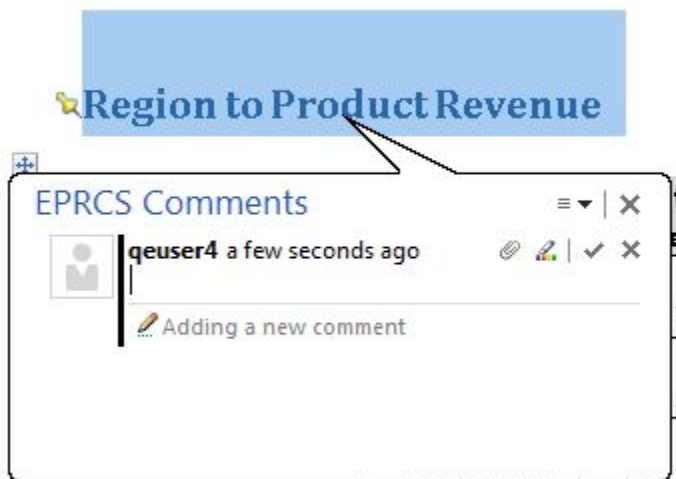 Region to Product Revenue
EPRCS Comments
qeuser4 a few seconds ago
Adding a new comment